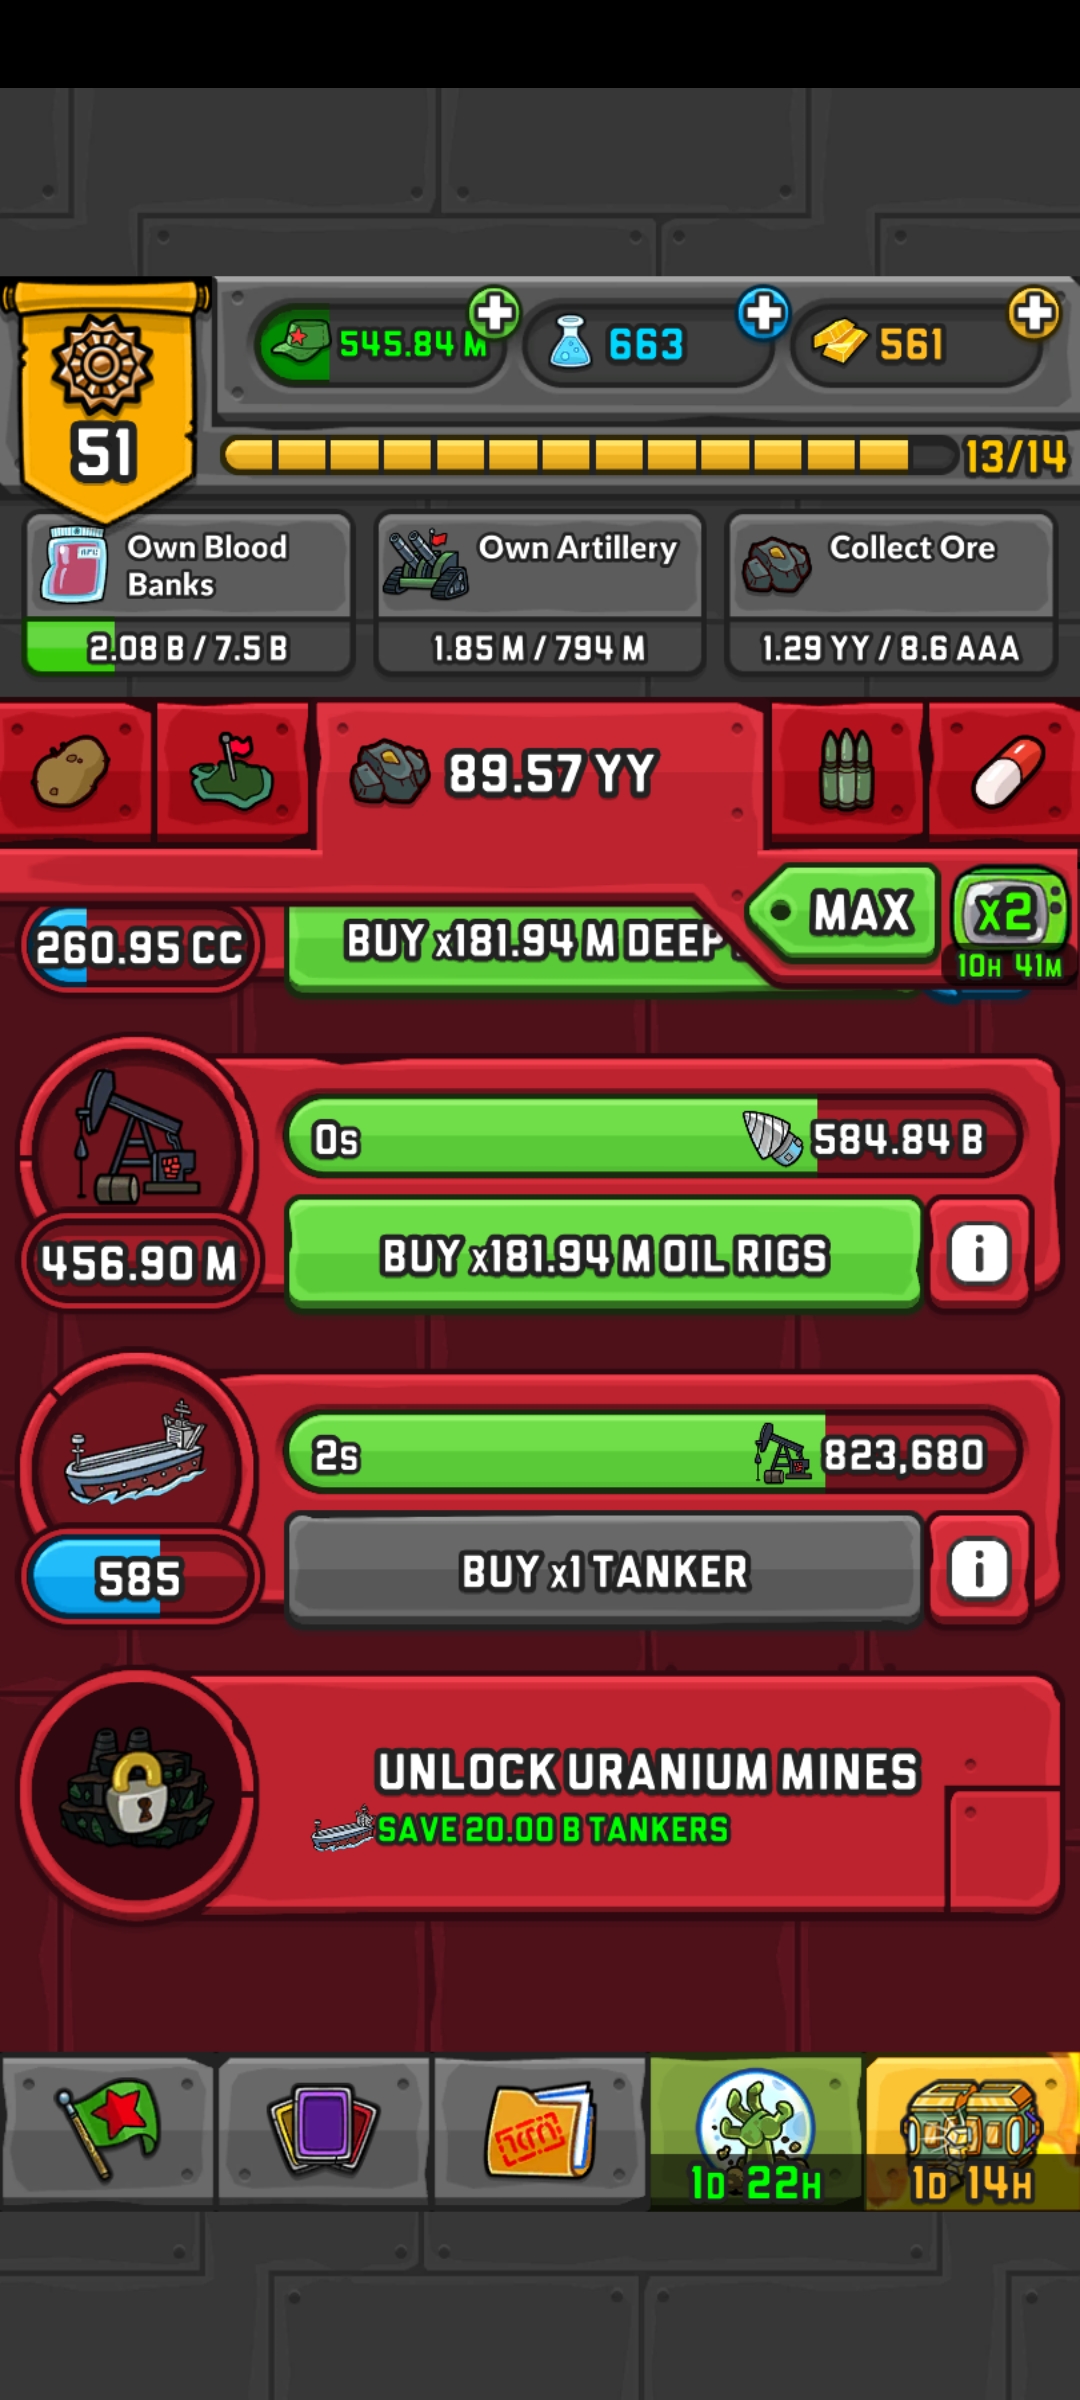 545.84 M
663
561
51
13/14
Own Blood
Banks
Own Artillery
Collect Ore
2.08 B / 7.5 B
1.85 M / 794 M
1.29 YY / 8.6 AAA
89.57 YY
MAX
x2
10H 41M
260.95 CC
BUY x181.94 M DEEP
0s
584.84 B
456.90 M
BUY x181.94 M OIL RIGS
i
2s
823,680
585
BUY x1 TANKER
i
UNLOCK URANIUM MINES
SAVE 20.00 B TANKERS
1D 22H
1D 14H